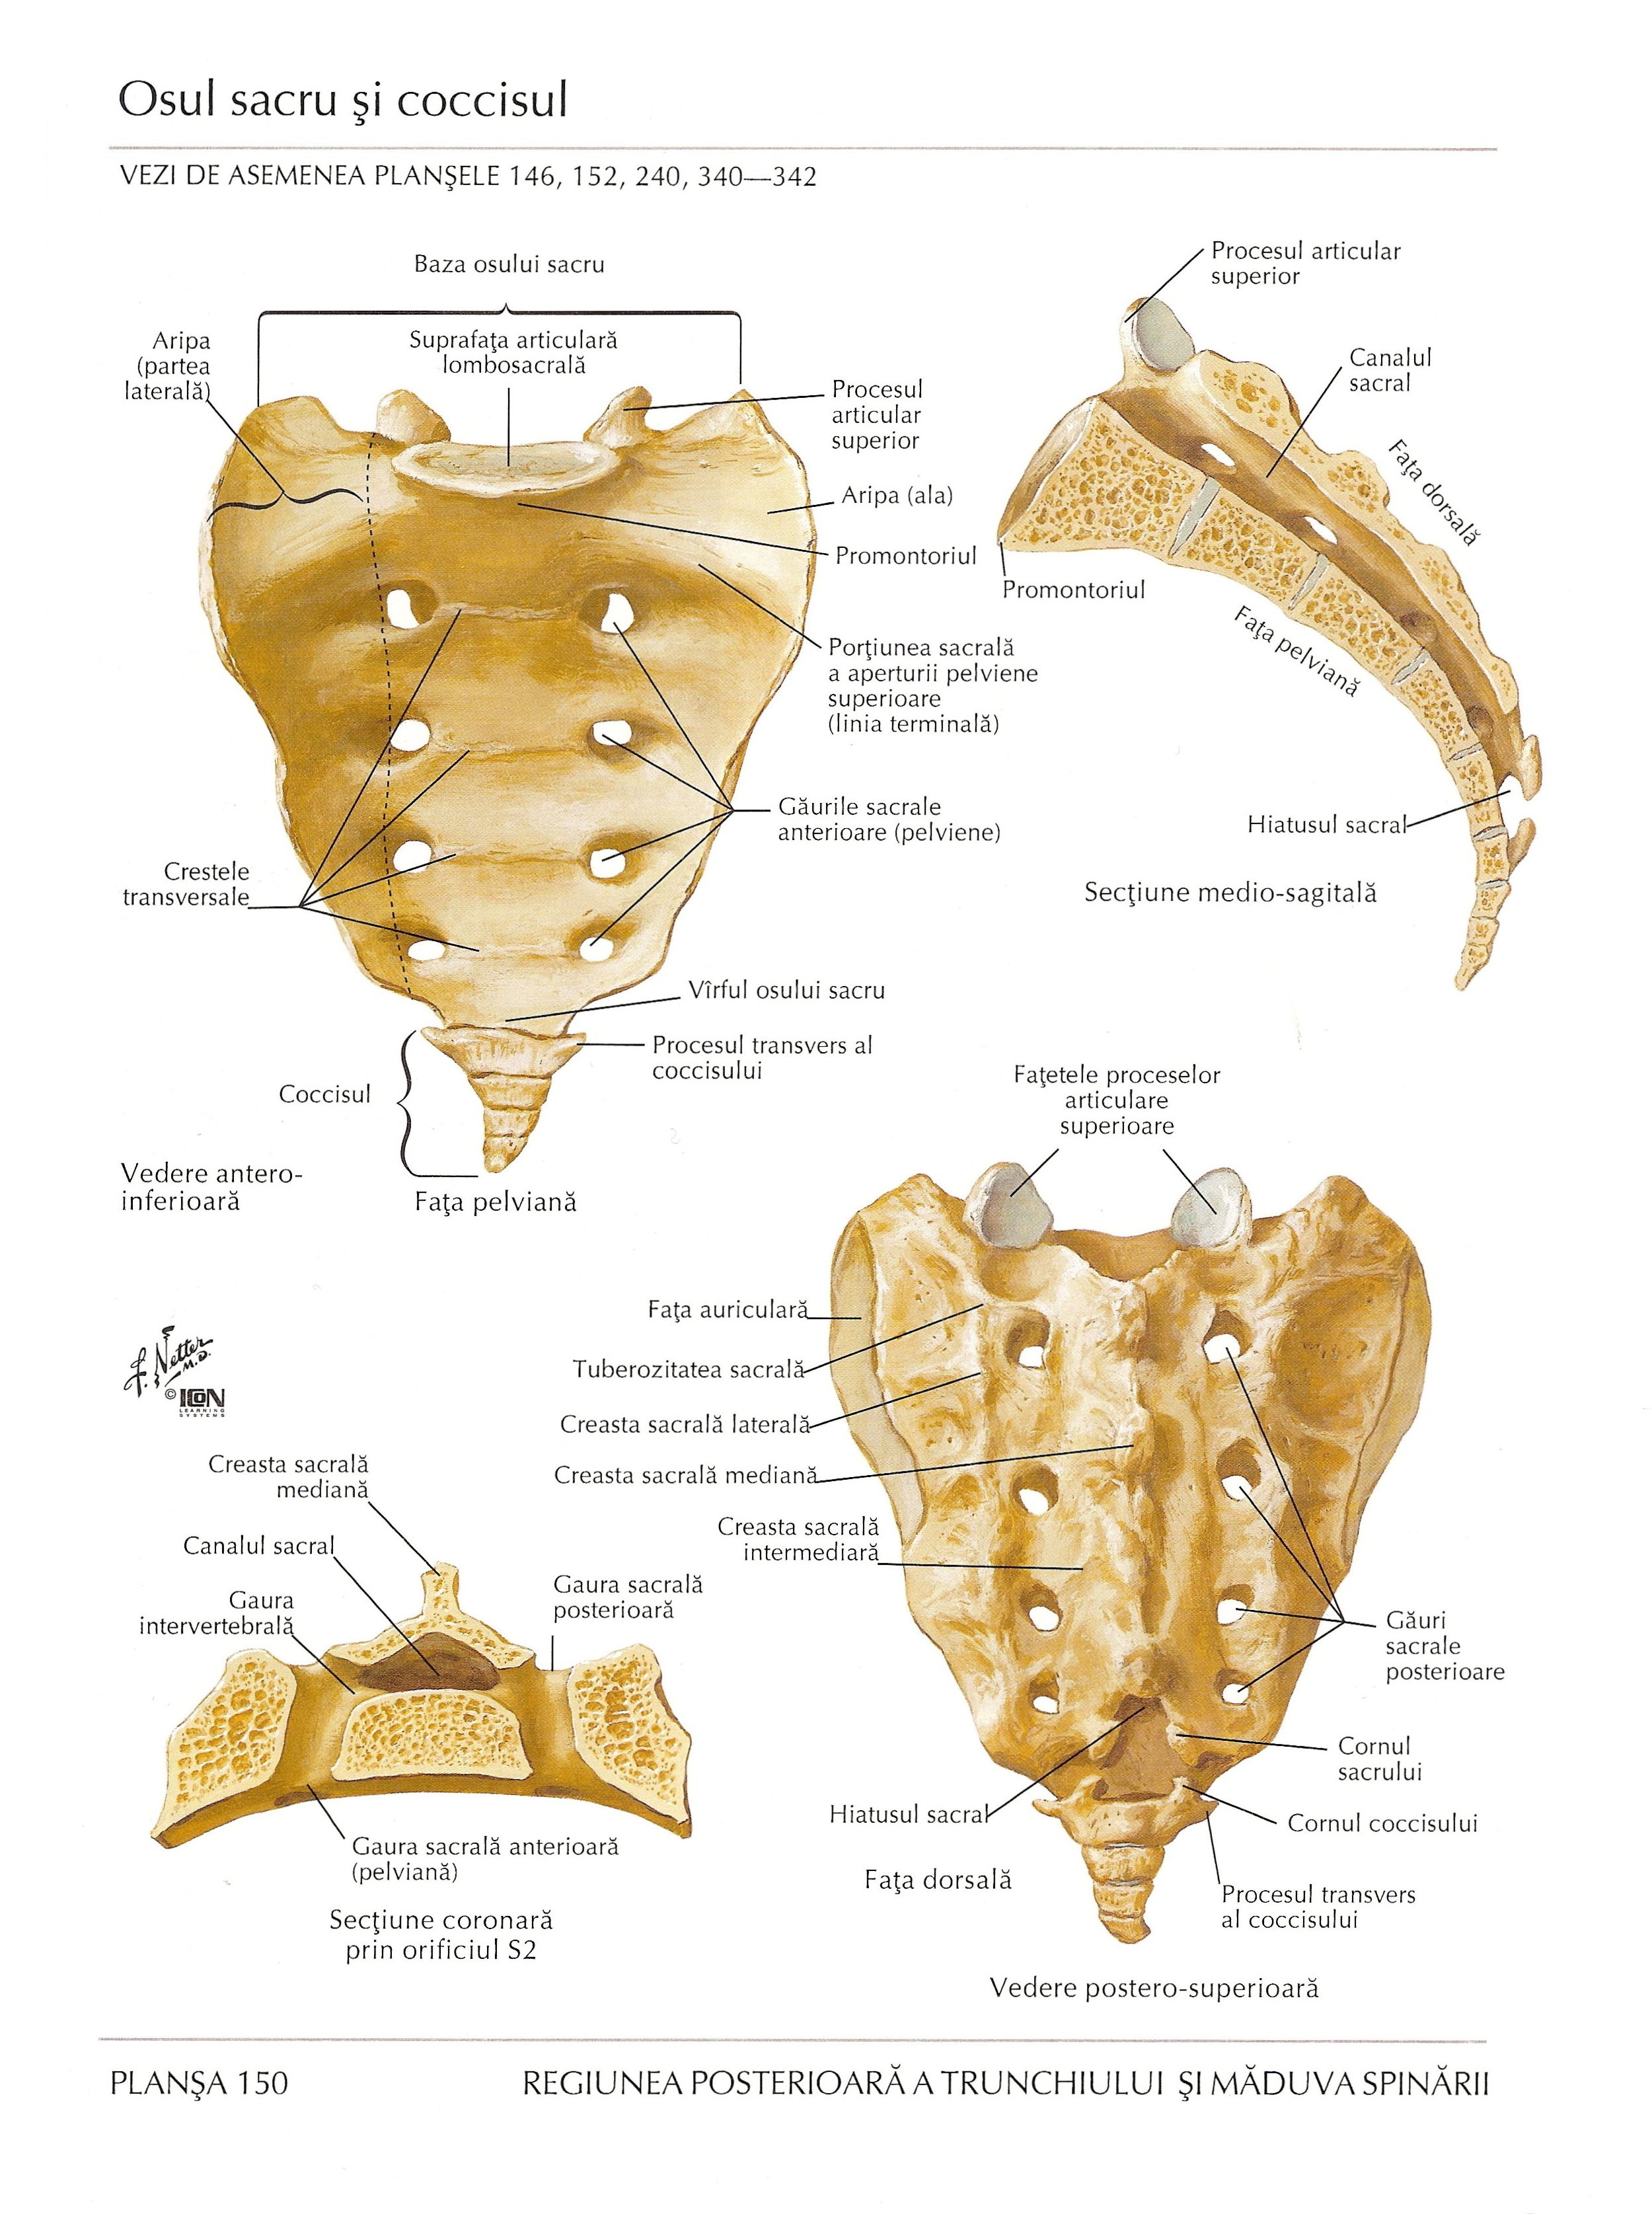 Osul sacru şi coccisul
VEZI DE ASEMENEA PLANŞELE 146, 152, 240, 340—342
Baza osului sacru
Aripa
(partea
laterală)
Suprafaţa articulară
lombosacrală
Procesul
articular
superior
Aripa (ala)
Promontoriul
Porţiunea sacrală
a aperturii pelviene
superioare
(linia terminală)
Găurile sacrale
anterioare (pelviene)
Crestele
transversale
Vîrful osului sacru
Procesul transvers al
coccisului
Coccisul
Vedere antero-
inferioară
Faţa pelviană
Procesul articular
superior
Canalul
sacral
Faţa dorsală
Promontoriul
Faţa pelviană
Hiatusul sacral
Secţiune medio-sagitală
Faţetele proceselor
articulare
superioare
Faţa auriculară
Tuberozitatea sacrală
Creasta sacrală laterală
Creasta sacrală mediană
Creasta sacrală
intermediară
Găuri
sacrale
posterioare
Cornul
sacrului
Hiatusul sacral
Cornul coccisului
Faţa dorsală
Procesul transvers
al coccisului
Vedere postero-superioară
F. Netter
M.D.
© ICON
LEARNING
SYSTEMS
Creasta sacrală
mediană
Canalul sacral
Gaura
intervertebrală
Gaura sacrală
posterioară
Gaura sacrală anterioară
(pelviană)
Secţiune coronară
prin orificiul S2
PLANŞA 150
REGIUNEA POSTERIOARĂ A TRUNCHIULUI ŞI MĂDUVA SPINĂRII